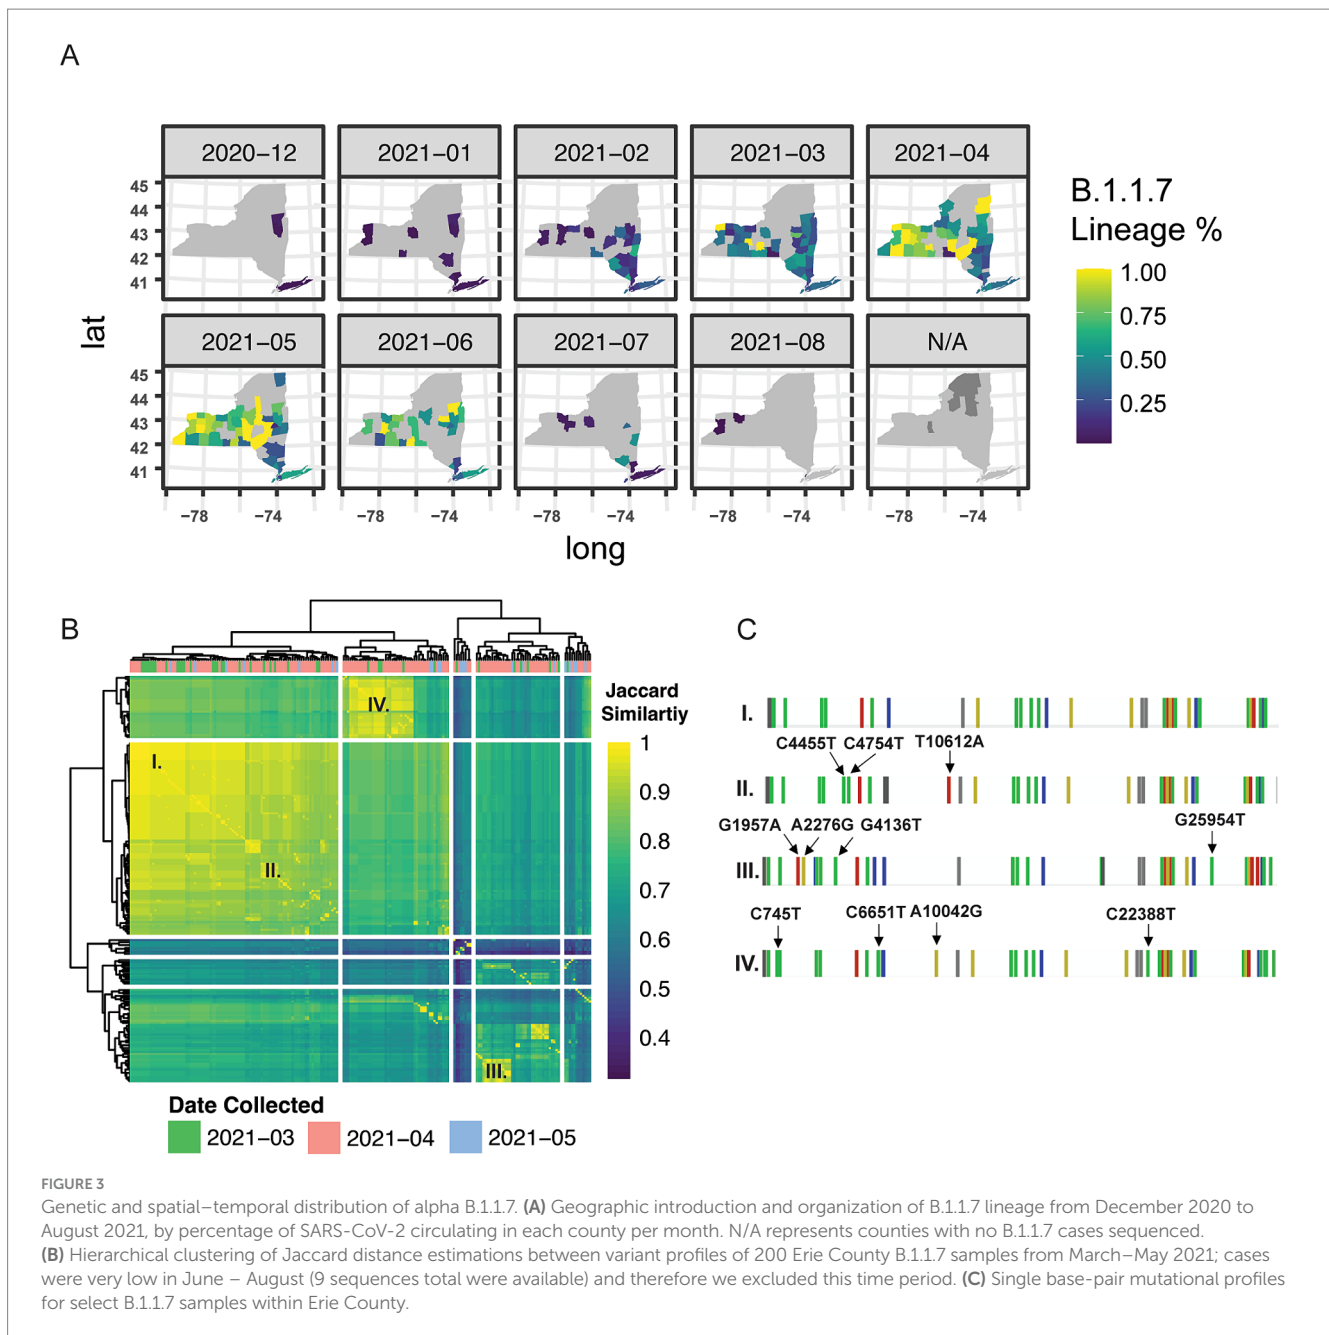 A
2020–12 2021–01 2021–02 2021–03 2021–04
45
44
43
42
41
2021–05 2021–06 2021–07 2021–08 N/A
45
44
43
42
41
lat
−78 −74 −78 −74 −78 −74 −78 −74 −78 −74
long
B.1.1.7
Lineage %
1.00
0.75
0.50
0.25
B
IV.
I.
II.
III.
Jaccard
Similartiy
1
0.9
0.8
0.7
0.6
0.5
0.4
Date Collected
2021–03 2021–04 2021–05
C
I.
C4455T C4754T T10612A
II.
G1957A A2276G G4136T G25954T
III.
C745T C6651T A10042G C22388T
IV.
FIGURE 3
Genetic and spatial–temporal distribution of alpha B.1.1.7. (A) Geographic introduction and organization of B.1.1.7 lineage from December 2020 to
August 2021, by percentage of SARS-CoV-2 circulating in each county per month. N/A represents counties with no B.1.1.7 cases sequenced.
(B) Hierarchical clustering of Jaccard distance estimations between variant profiles of 200 Erie County B.1.1.7 samples from March–May 2021; cases
were very low in June – August (9 sequences total were available) and therefore we excluded this time period. (C) Single base-pair mutational profiles
for select B.1.1.7 samples within Erie County.